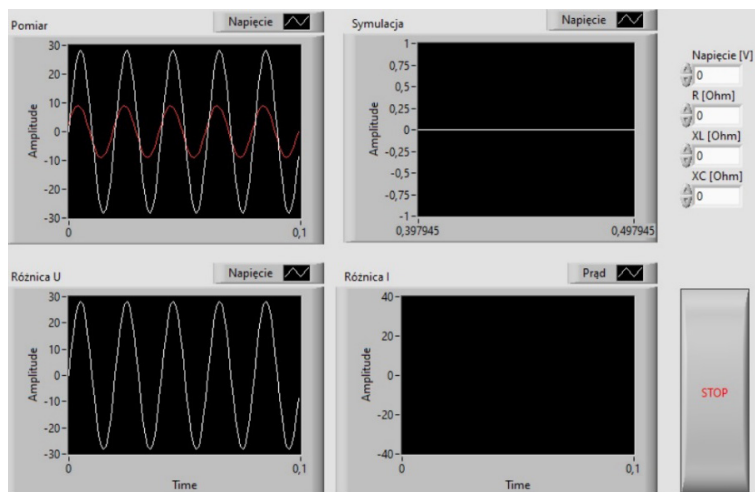 Pomiar
Napięcie
Amplitude
30
20
10
0
-10
-20
-30
0
0,1
Symulacja
Napięcie
Amplitude
1
0,75
0,5
0,25
0
-0,25
-0,5
-0,75
-1
0,397945
0,497945
Napięcie [V]
0
R [Ohm]
0
XL [Ohm]
0
XC [Ohm]
0
Różnica U
Napięcie
Amplitude
30
20
10
0
-10
-20
-30
0
0,1
Time
Różnica I
Prąd
Amplitude
40
20
0
-20
-40
0
0,1
Time
STOP